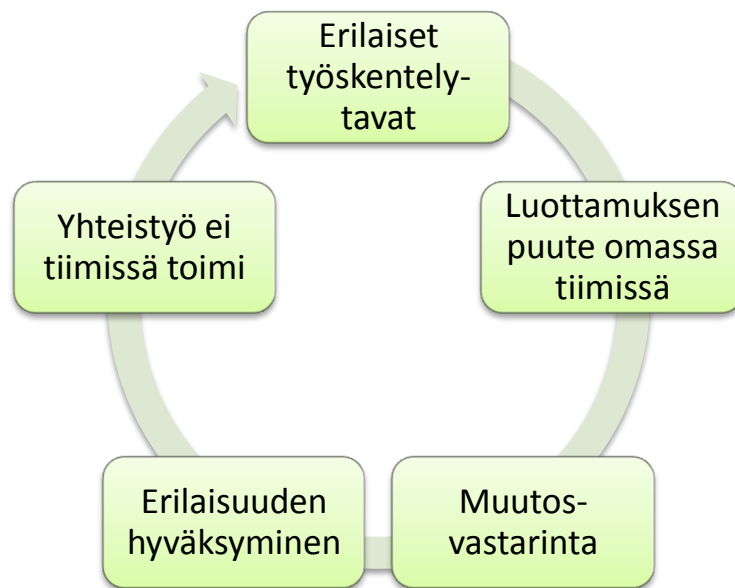 Erilaiset
työskentely-
tavat
Luottamuksen
puute omassa
tiimissä
Muutos-
vastarinta
Erilaisuuden
hyväksyminen
Yhteistyö ei
tiimissä toimi